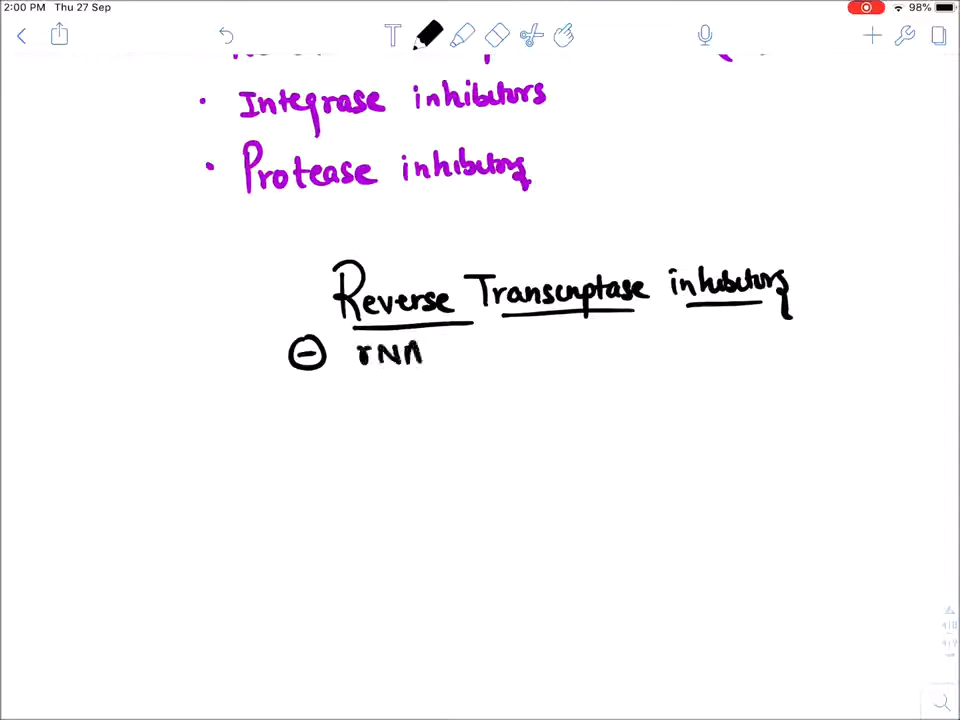 2:00 PM Thu 27 Sep 98%
• Integrase inhibitors
• Protease inhibitors
Reverse Transcriptase inhibitors
⊖ rNA